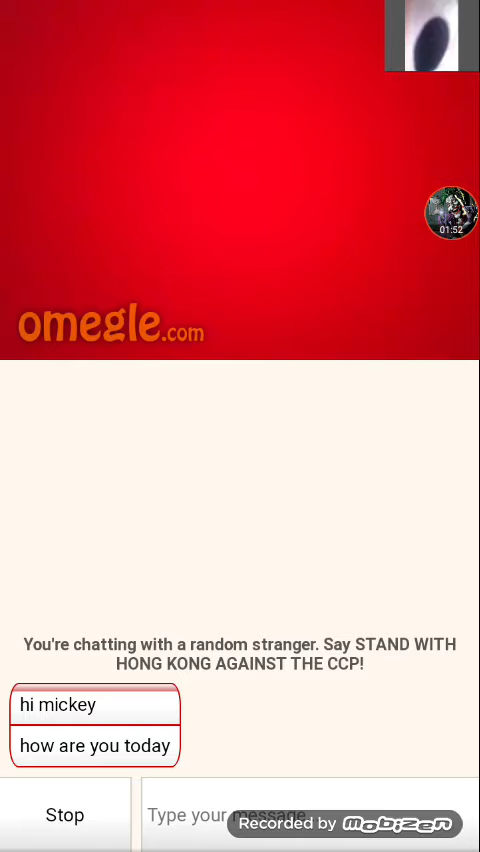 01:52
omegle.com
You're chatting with a random stranger. Say STAND WITH
HONG KONG AGAINST THE CCP!
hi mickey
how are you today
Stop
Type your message...
Recorded by mobizen